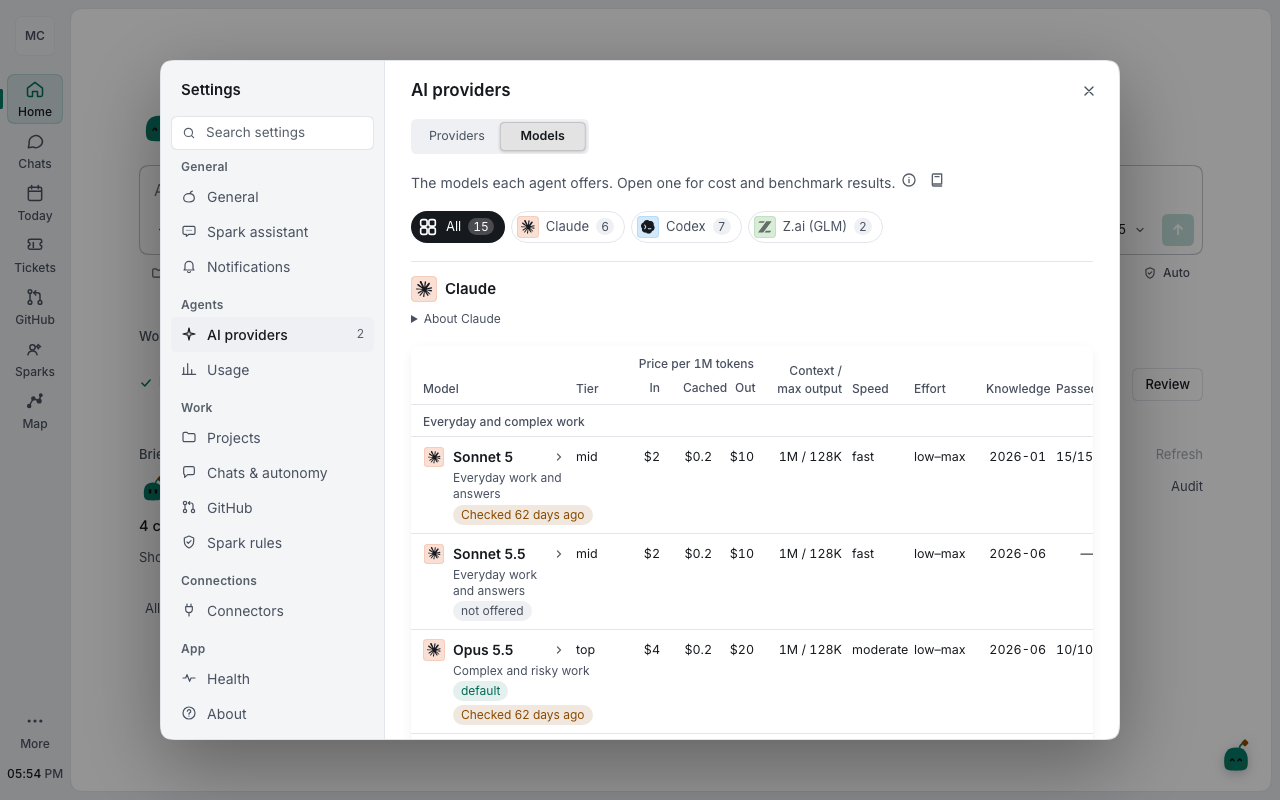 MC
Home
Chats
Today
Tickets
GitHub
Sparks
Map
More
05:54 PM
Settings
Search settings
General
General
Spark assistant
Notifications
Agents
AI providers 2
Usage
Work
Projects
Chats & autonomy
GitHub
Spark rules
Connections
Connectors
App
Health
About
AI providers
Providers Models
The models each agent offers. Open one for cost and benchmark results.
All 15 Claude 6 Codex 7 Z.ai (GLM) 2
Claude
About Claude
Price per 1M tokens
Model Tier In Cached Out Context / max output Speed Effort Knowledge Passed
Everyday and complex work
Sonnet 5 mid $2 $0.2 $10 1M / 128K fast low–max 2026-01 15/15
Everyday work and
answers
Checked 62 days ago
Sonnet 5.5 mid $2 $0.2 $10 1M / 128K fast low–max 2026-06 —
Everyday work
and answers
not offered
Opus 5.5 top $4 $0.2 $20 1M / 128K moderate low–max 2026-06 10/10
Complex and risky work
default
Checked 62 days ago
5
Auto
Review
Refresh
Audit
Wo
Brie
4 c
Sho
All